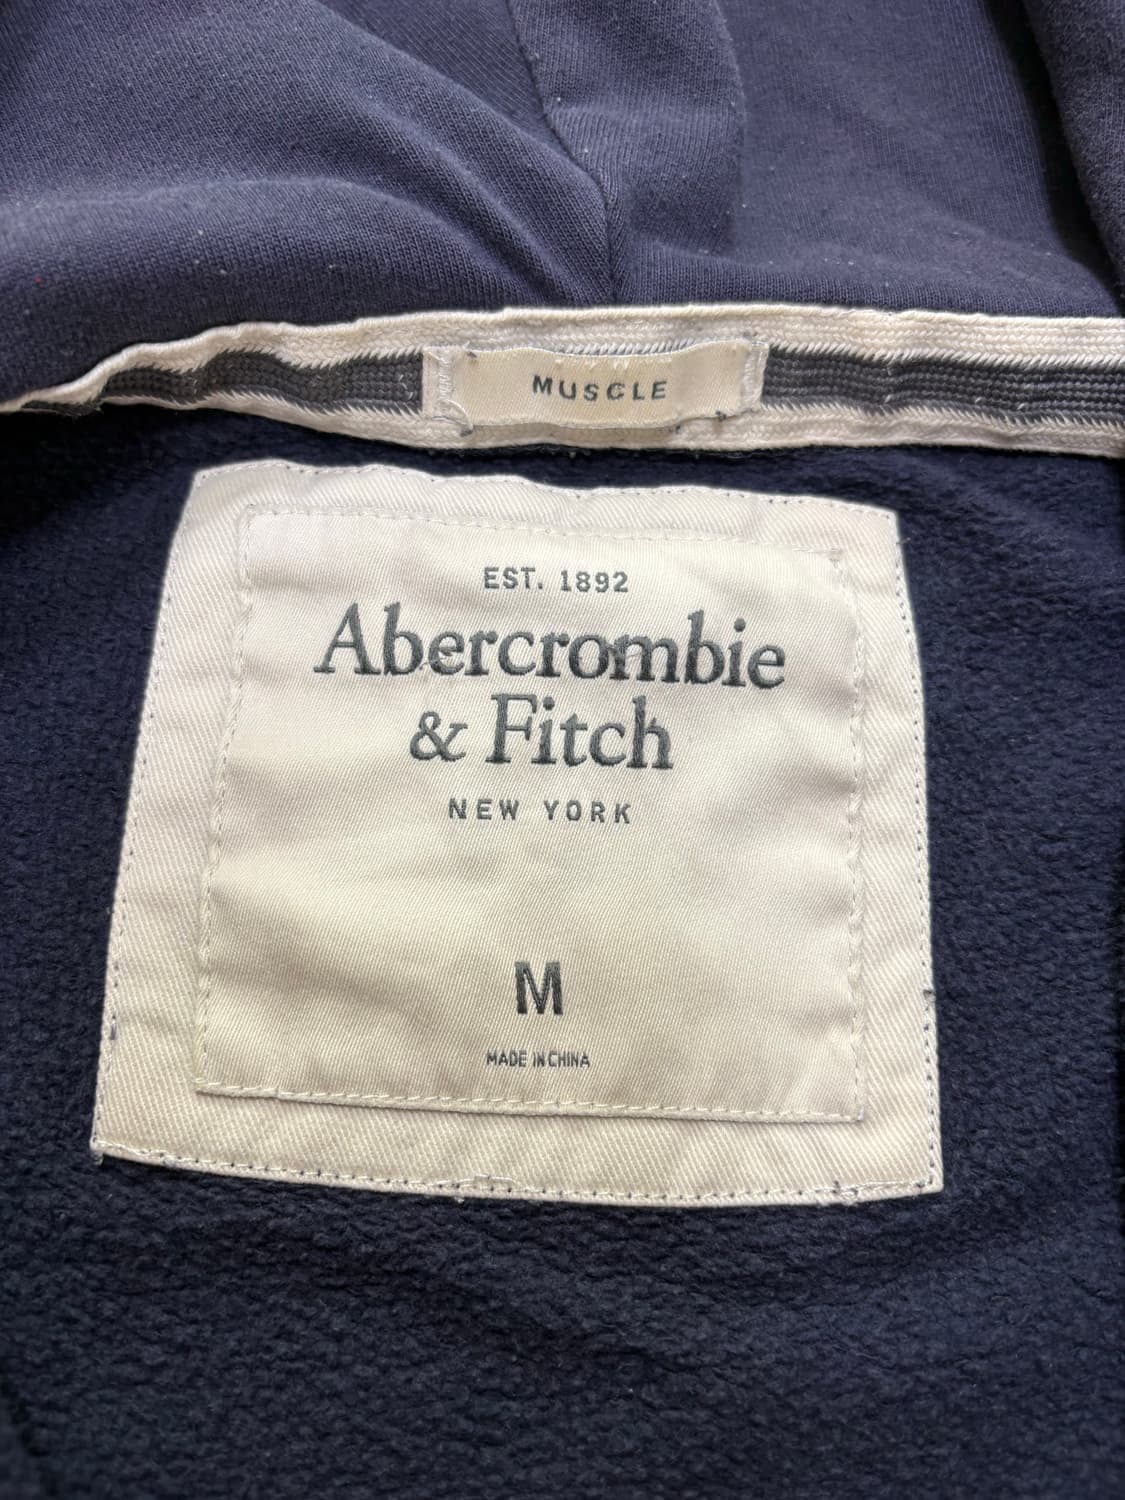 MUSCLE
EST. 1892
Abercrombie
& Fitch
NEW YORK
M
MADE IN CHINA